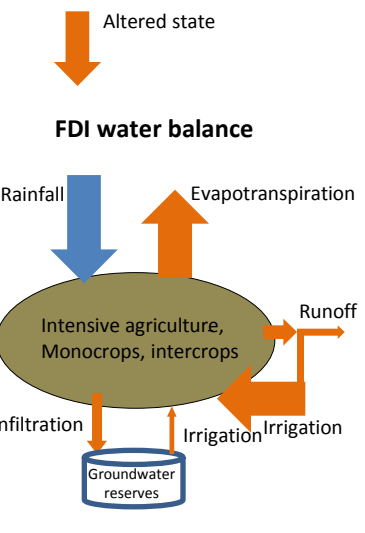 Altered state
FDI water balance
Rainfall
Evapotranspiration
Intensive agriculture,
Monocrops, intercrops
Runoff
nfiltration
Irrigation
Irrigation
Groundwater
reserves